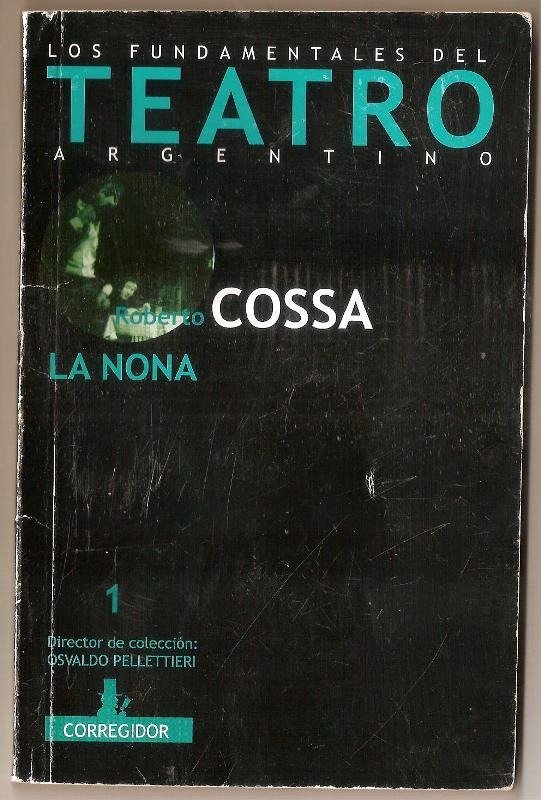 LOS FUNDAMENTALES DEL
TEATRO
ARGENTINO
Roberto COSSA
LA NONA
1
Director de colección:
OSVALDO PELLETTIERI
CORREGIDOR